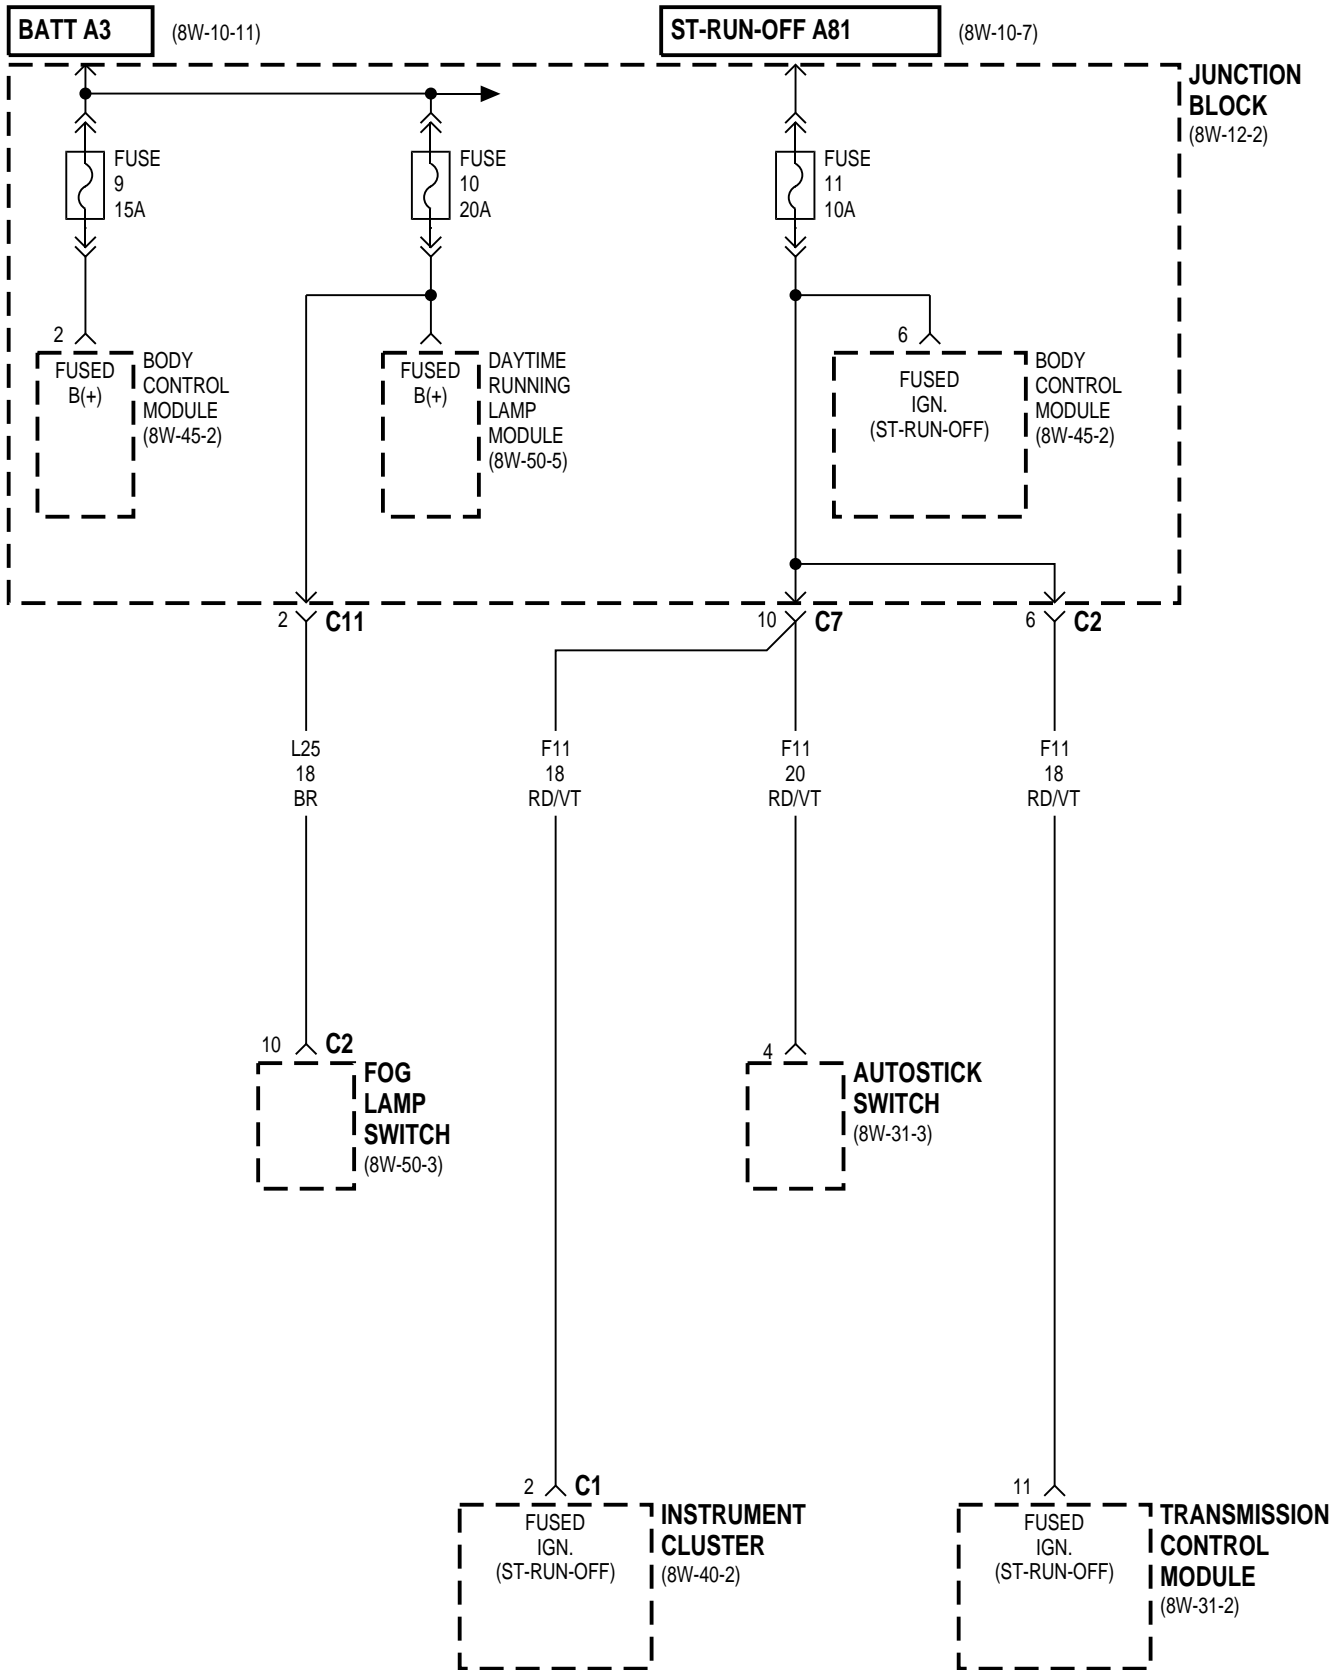 BATT A3 (8W-10-11)
ST-RUN-OFF A81 (8W-10-7)
JUNCTION
BLOCK
(8W-12-2)
FUSE
9
15A
FUSE
10
20A
FUSE
11
10A
2
FUSED
B(+)
BODY
CONTROL
MODULE
(8W-45-2)
FUSED
B(+)
DAYTIME
RUNNING
LAMP
MODULE
(8W-50-5)
6
FUSED
IGN.
(ST-RUN-OFF)
BODY
CONTROL
MODULE
(8W-45-2)
2 C11
10 C7
6 C2
L25
18
BR
F11
18
RD/VT
F11
20
RD/VT
F11
18
RD/VT
10 C2
FOG
LAMP
SWITCH
(8W-50-3)
4
AUTOSTICK
SWITCH
(8W-31-3)
2 C1
FUSED
IGN.
(ST-RUN-OFF)
INSTRUMENT
CLUSTER
(8W-40-2)
11
FUSED
IGN.
(ST-RUN-OFF)
TRANSMISSION
CONTROL
MODULE
(8W-31-2)